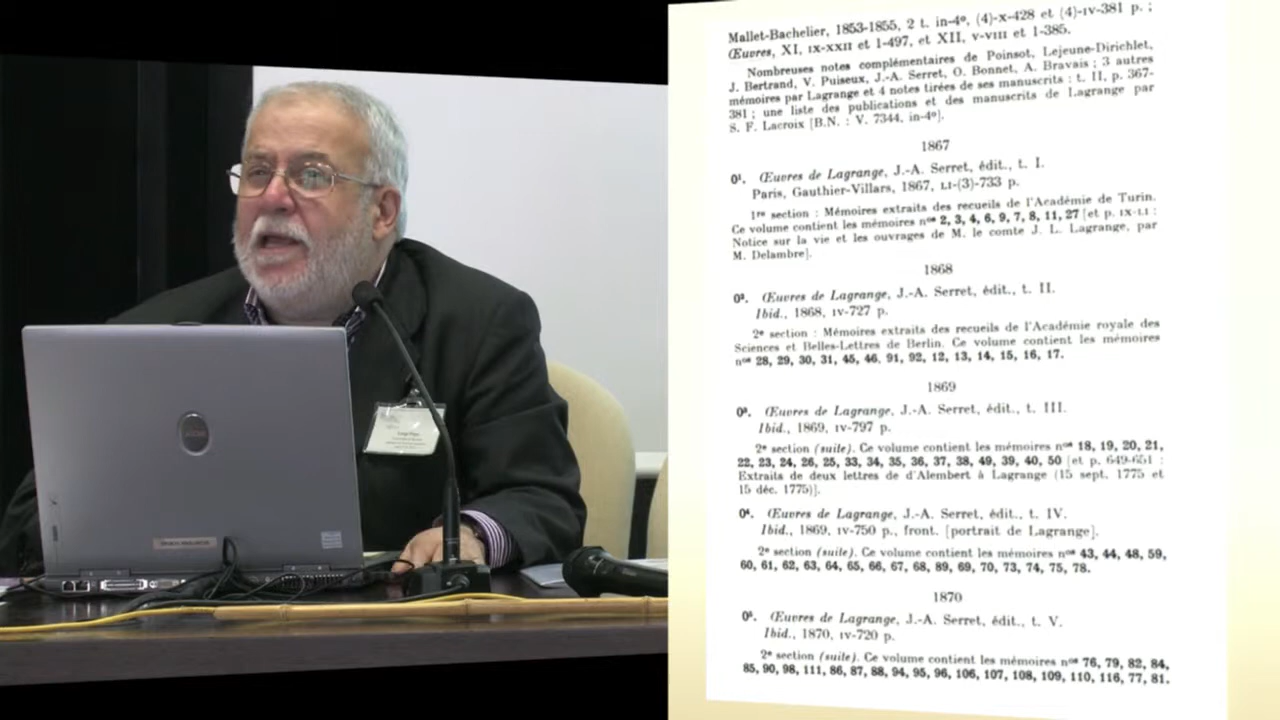 Mallet-Bachelier, 1853-1855, 2 t. in-4º, (4)-x-428 et (4)-iv-381 p. ;
Œuvres, XI, ix-xxii et 1-497, et XII, v-viii et 1-385.
Nombreuses notes complémentaires de Poinsot, Lejeune-Dirichlet,
J. Bertrand, V. Puiseux, J.-A. Serret, O. Bonnet, A. Bravais ; 3 autres
mémoires par Lagrange et 4 notes tirées de ses manuscrits : t. II, p. 367-
381 ; une liste des publications et des manuscrits de Lagrange par
S. F. Lacroix [B.N. : V. 7344, in-4º].
1867
O¹. Œuvres de Lagrange, J.-A. Serret, édit., t. I.
Paris, Gauthier-Villars, 1867, li-(3)-733 p.
1re section : Mémoires extraits des recueils de l'Académie de Turin.
Ce volume contient les mémoires nos 2, 3, 4, 6, 9, 7, 8, 11, 27 [et p. ix-li :
Notice sur la vie et les ouvrages de M. le comte J. L. Lagrange, par
M. Delambre].
1868
O². Œuvres de Lagrange, J.-A. Serret, édit., t. II.
Ibid., 1868, iv-727 p.
2e section : Mémoires extraits des recueils de l'Académie royale des
Sciences et Belles-Lettres de Berlin. Ce volume contient les mémoires
nos 28, 29, 30, 31, 45, 46, 91, 92, 12, 13, 14, 15, 16, 17.
1869
O³. Œuvres de Lagrange, J.-A. Serret, édit., t. III.
Ibid., 1869, iv-797 p.
2e section (suite). Ce volume contient les mémoires nos 18, 19, 20, 21,
22, 23, 24, 26, 25, 33, 34, 35, 36, 37, 38, 49, 39, 40, 50 [et p. 649-651 :
Extraits de deux lettres de d'Alembert à Lagrange (15 sept. 1775 et
15 déc. 1775)].
O⁴. Œuvres de Lagrange, J.-A. Serret, édit., t. IV.
Ibid., 1869, iv-750 p., front. [portrait de Lagrange].
2e section (suite). Ce volume contient les mémoires nos 43, 44, 48, 59,
60, 61, 62, 63, 64, 65, 66, 67, 68, 89, 69, 70, 73, 74, 75, 78.
1870
O⁵. Œuvres de Lagrange, J.-A. Serret, édit., t. V.
Ibid., 1870, iv-720 p.
2e section (suite). Ce volume contient les mémoires nos 76, 79, 82, 84,
85, 90, 98, 111, 86, 87, 88, 94, 95, 96, 106, 107, 108, 109, 110, 116, 77, 81.